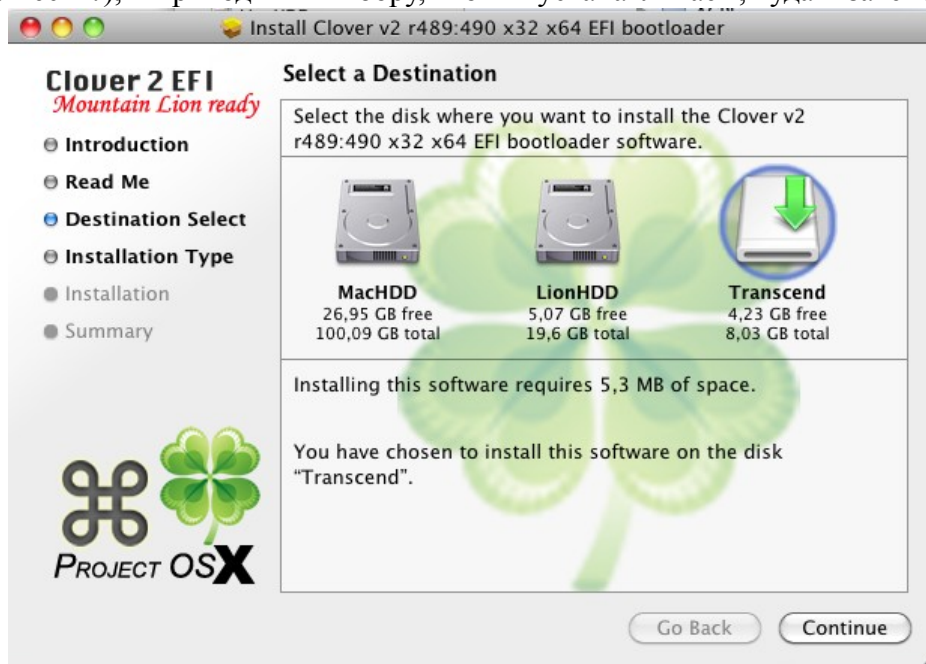 Install Clover v2 r489:490 x32 x64 EFI bootloader
Clover 2 EFI
Mountain Lion ready
Introduction
Read Me
Destination Select
Installation Type
Installation
Summary
PROJECT OSX
Select a Destination
Select the disk where you want to install the Clover v2
r489:490 x32 x64 EFI bootloader software.
MacHDD
26,95 GB free
100,09 GB total
LionHDD
5,07 GB free
19,6 GB total
Transcend
4,23 GB free
8,03 GB total
Installing this software requires 5,3 MB of space.
You have chosen to install this software on the disk
“Transcend”.
Go Back
Continue